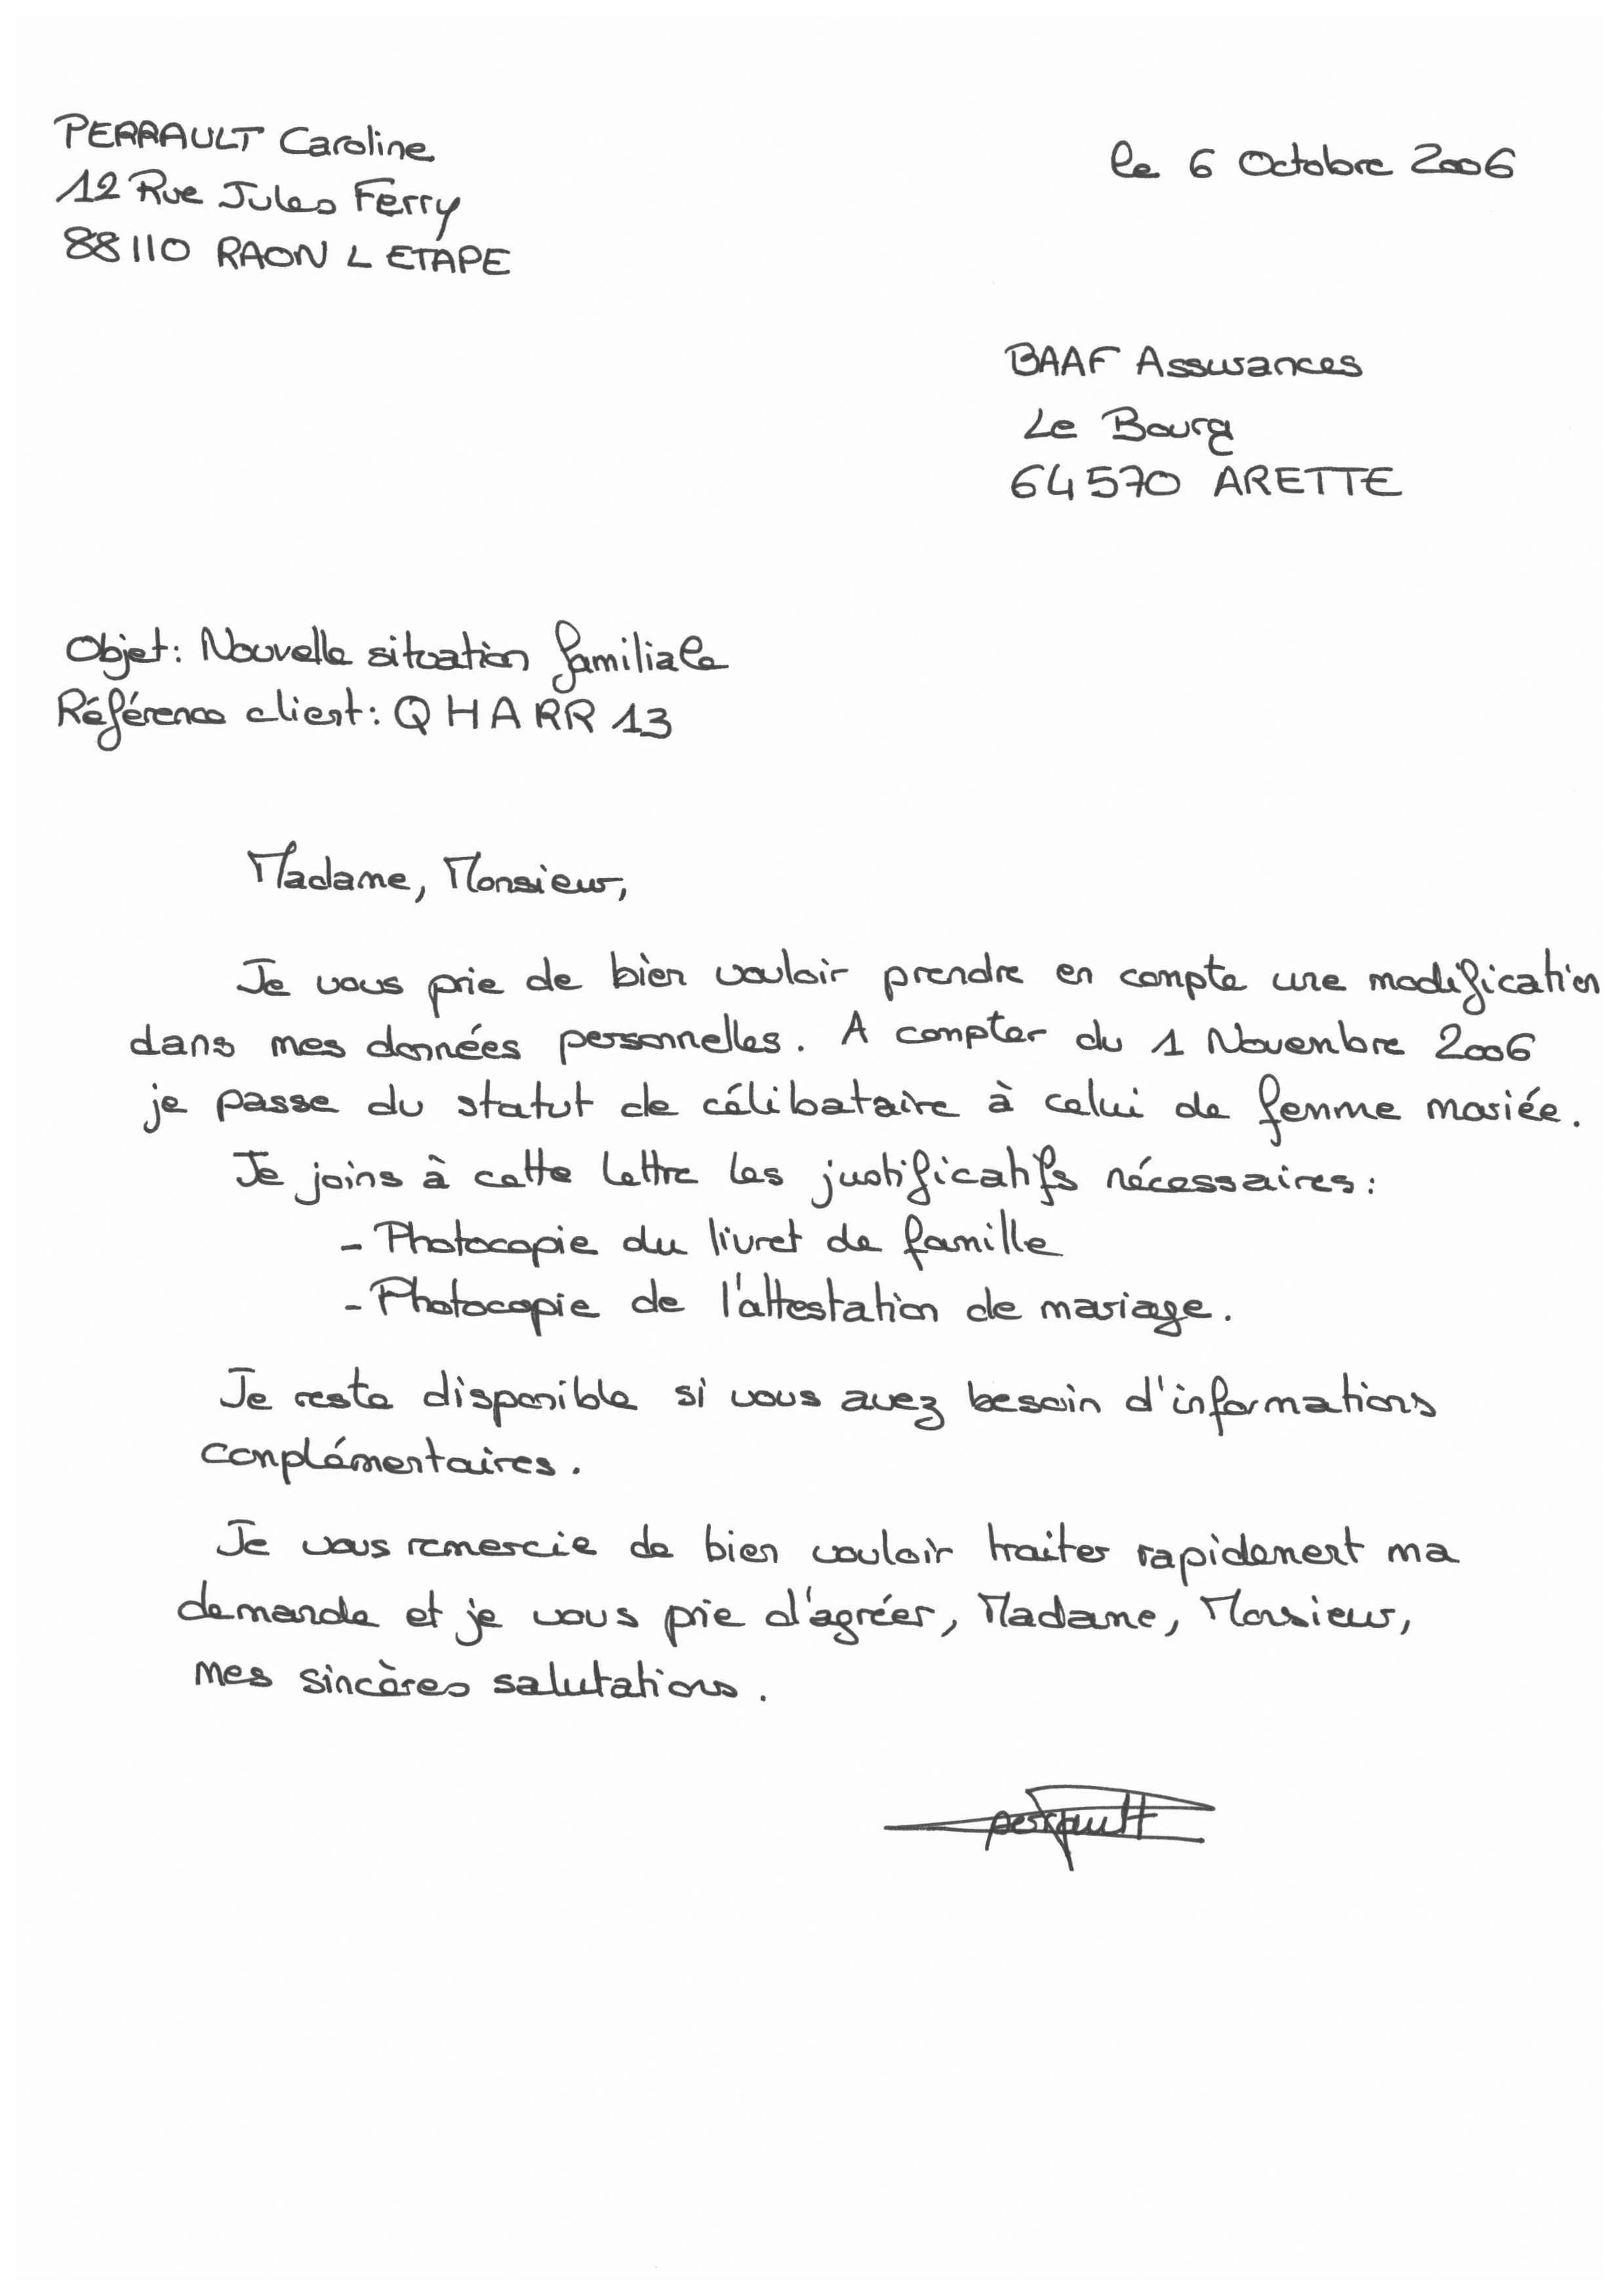 PERRAULT Caroline
le 6 Octobre 2006
12 Rue Jules Ferry
88110 RAON L ETAPE
BAAF Assurances
Le Bourg
64570 ARETTE
Objet: Nouvelle situation familiale
Référence client: QHARR13
Madame, Monsieur,
Je vous prie de bien vouloir prendre en compte une modification
dans mes données personnelles. A compter du 1 Novembre 2006
je passe du statut de célibataire à celui de femme mariée.
Je joins à cette lettre les justificatifs nécessaires:
- Photocopie du livret de famille
- Photocopie de l'attestation de mariage.
Je reste disponible si vous avez besoin d'informations
complémentaires.
Je vous remercie de bien vouloir traiter rapidement ma
demande et je vous prie d'agréer, Madame, Monsieur,
mes sincères salutations.
perrault